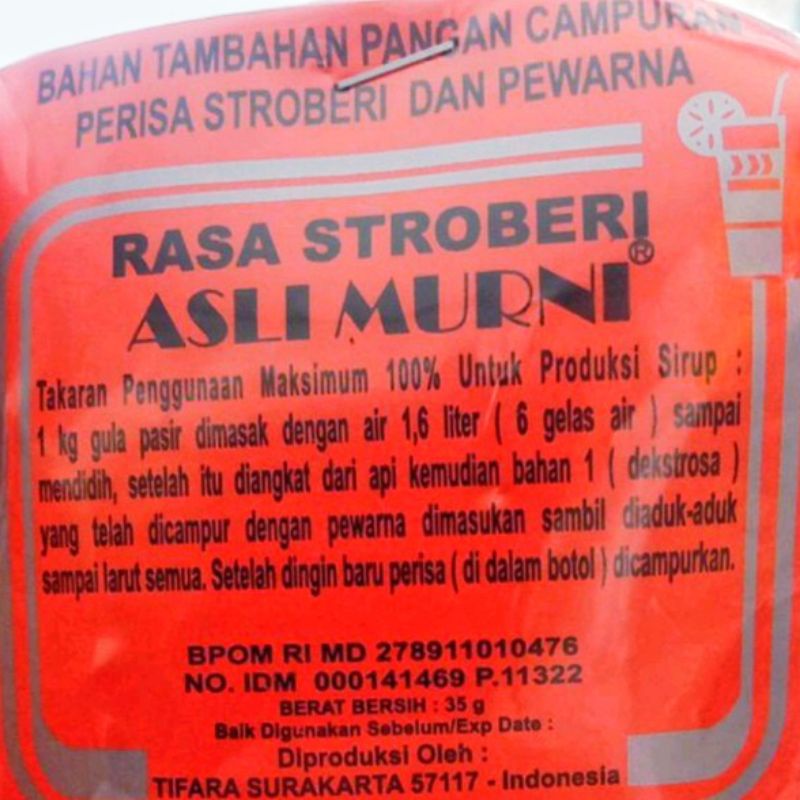 BAHAN TAMBAHAN PANGAN CAMPURAN
PERISA STROBERI DAN PEWARNA
RASA STROBERI
ASLI MURNI®
Takaran Penggunaan Maksimum 100% Untuk Produksi Sirup :
1 kg gula pasir dimasak dengan air 1,6 liter ( 6 gelas air ) sampai
mendidih, setelah itu diangkat dari api kemudian bahan 1 ( dekstrosa )
yang telah dicampur dengan pewarna dimasukan sambil diaduk-aduk
sampai larut semua. Setelah dingin baru perisa ( di dalam botol ) dicampurkan.
BPOM RI MD 278911010476
NO. IDM 000141469 P.11322
BERAT BERSIH : 35 g
Baik Digunakan Sebelum/Exp Date :
Diproduksi Oleh :
TIFARA SURAKARTA 57117 - Indonesia